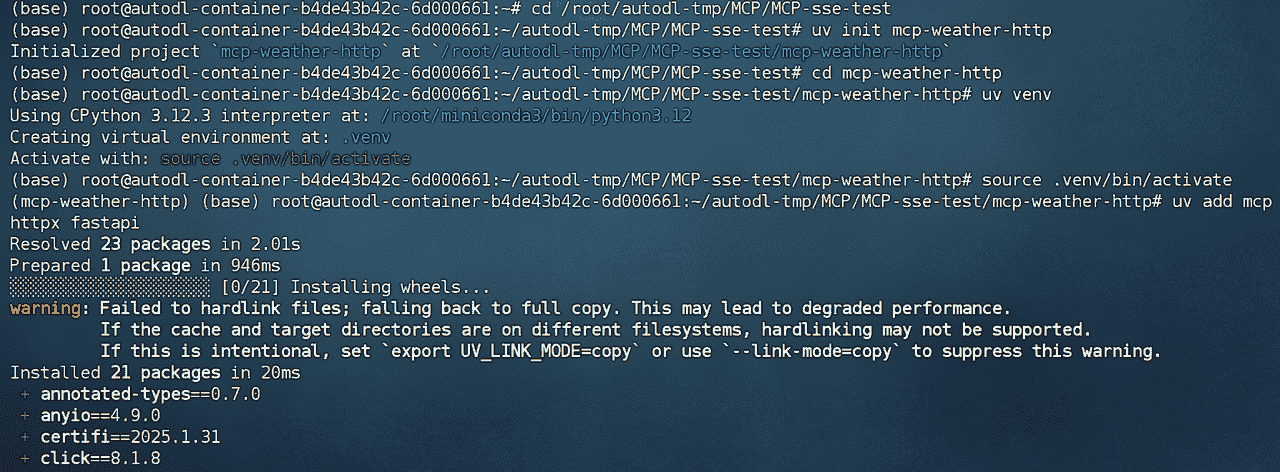 (base) root@autodl-container-b4de43b42c-6d000661:~# cd /root/autodl-tmp/MCP/MCP-sse-test
(base) root@autodl-container-b4de43b42c-6d000661:~/autodl-tmp/MCP/MCP-sse-test# uv init mcp-weather-http
Initialized project `mcp-weather-http` at `/root/autodl-tmp/MCP/MCP-sse-test/mcp-weather-http`
(base) root@autodl-container-b4de43b42c-6d000661:~/autodl-tmp/MCP/MCP-sse-test# cd mcp-weather-http
(base) root@autodl-container-b4de43b42c-6d000661:~/autodl-tmp/MCP/MCP-sse-test/mcp-weather-http# uv venv
Using CPython 3.12.3 interpreter at: /root/miniconda3/bin/python3.12
Creating virtual environment at: .venv
Activate with: source .venv/bin/activate
(base) root@autodl-container-b4de43b42c-6d000661:~/autodl-tmp/MCP/MCP-sse-test/mcp-weather-http# source .venv/bin/activate
(mcp-weather-http) (base) root@autodl-container-b4de43b42c-6d000661:~/autodl-tmp/MCP/MCP-sse-test/mcp-weather-http# uv add mcp
httpx fastapi
Resolved 23 packages in 2.01s
Prepared 1 package in 946ms
░░░░░░░░░░░░░░░░░░░░ [0/21] Installing wheels...
warning: Failed to hardlink files; falling back to full copy. This may lead to degraded performance.
         If the cache and target directories are on different filesystems, hardlinking may not be supported.
         If this is intentional, set `export UV_LINK_MODE=copy` or use `--link-mode=copy` to suppress this warning.
Installed 21 packages in 20ms
 + annotated-types==0.7.0
 + anyio==4.9.0
 + certifi==2025.1.31
 + click==8.1.8